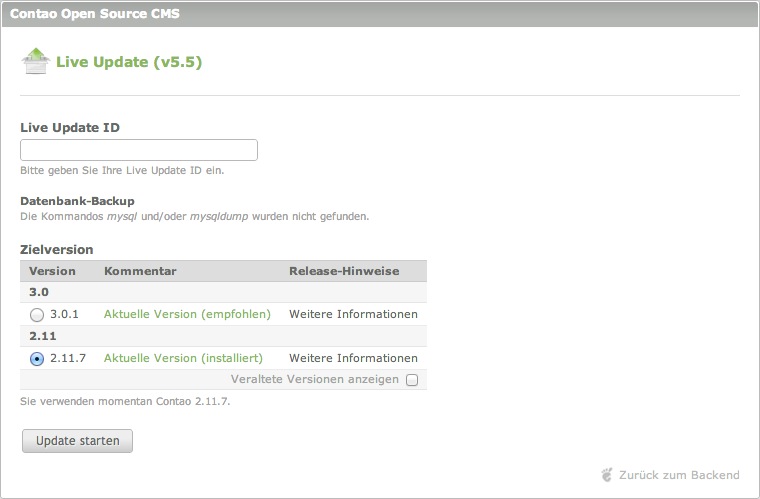 Contao Open Source CMS
Live Update (v5.5)
Live Update ID
Bitte geben Sie Ihre Live Update ID ein.
Datenbank-Backup
Die Kommandos mysql und/oder mysqldump wurden nicht gefunden.
Zielversion
Version Kommentar Release-Hinweise
3.0
3.0.1 Aktuelle Version (empfohlen) Weitere Informationen
2.11
2.11.7 Aktuelle Version (installiert) Weitere Informationen
Veraltete Versionen anzeigen
Sie verwenden momentan Contao 2.11.7.
Update starten
Zurück zum Backend